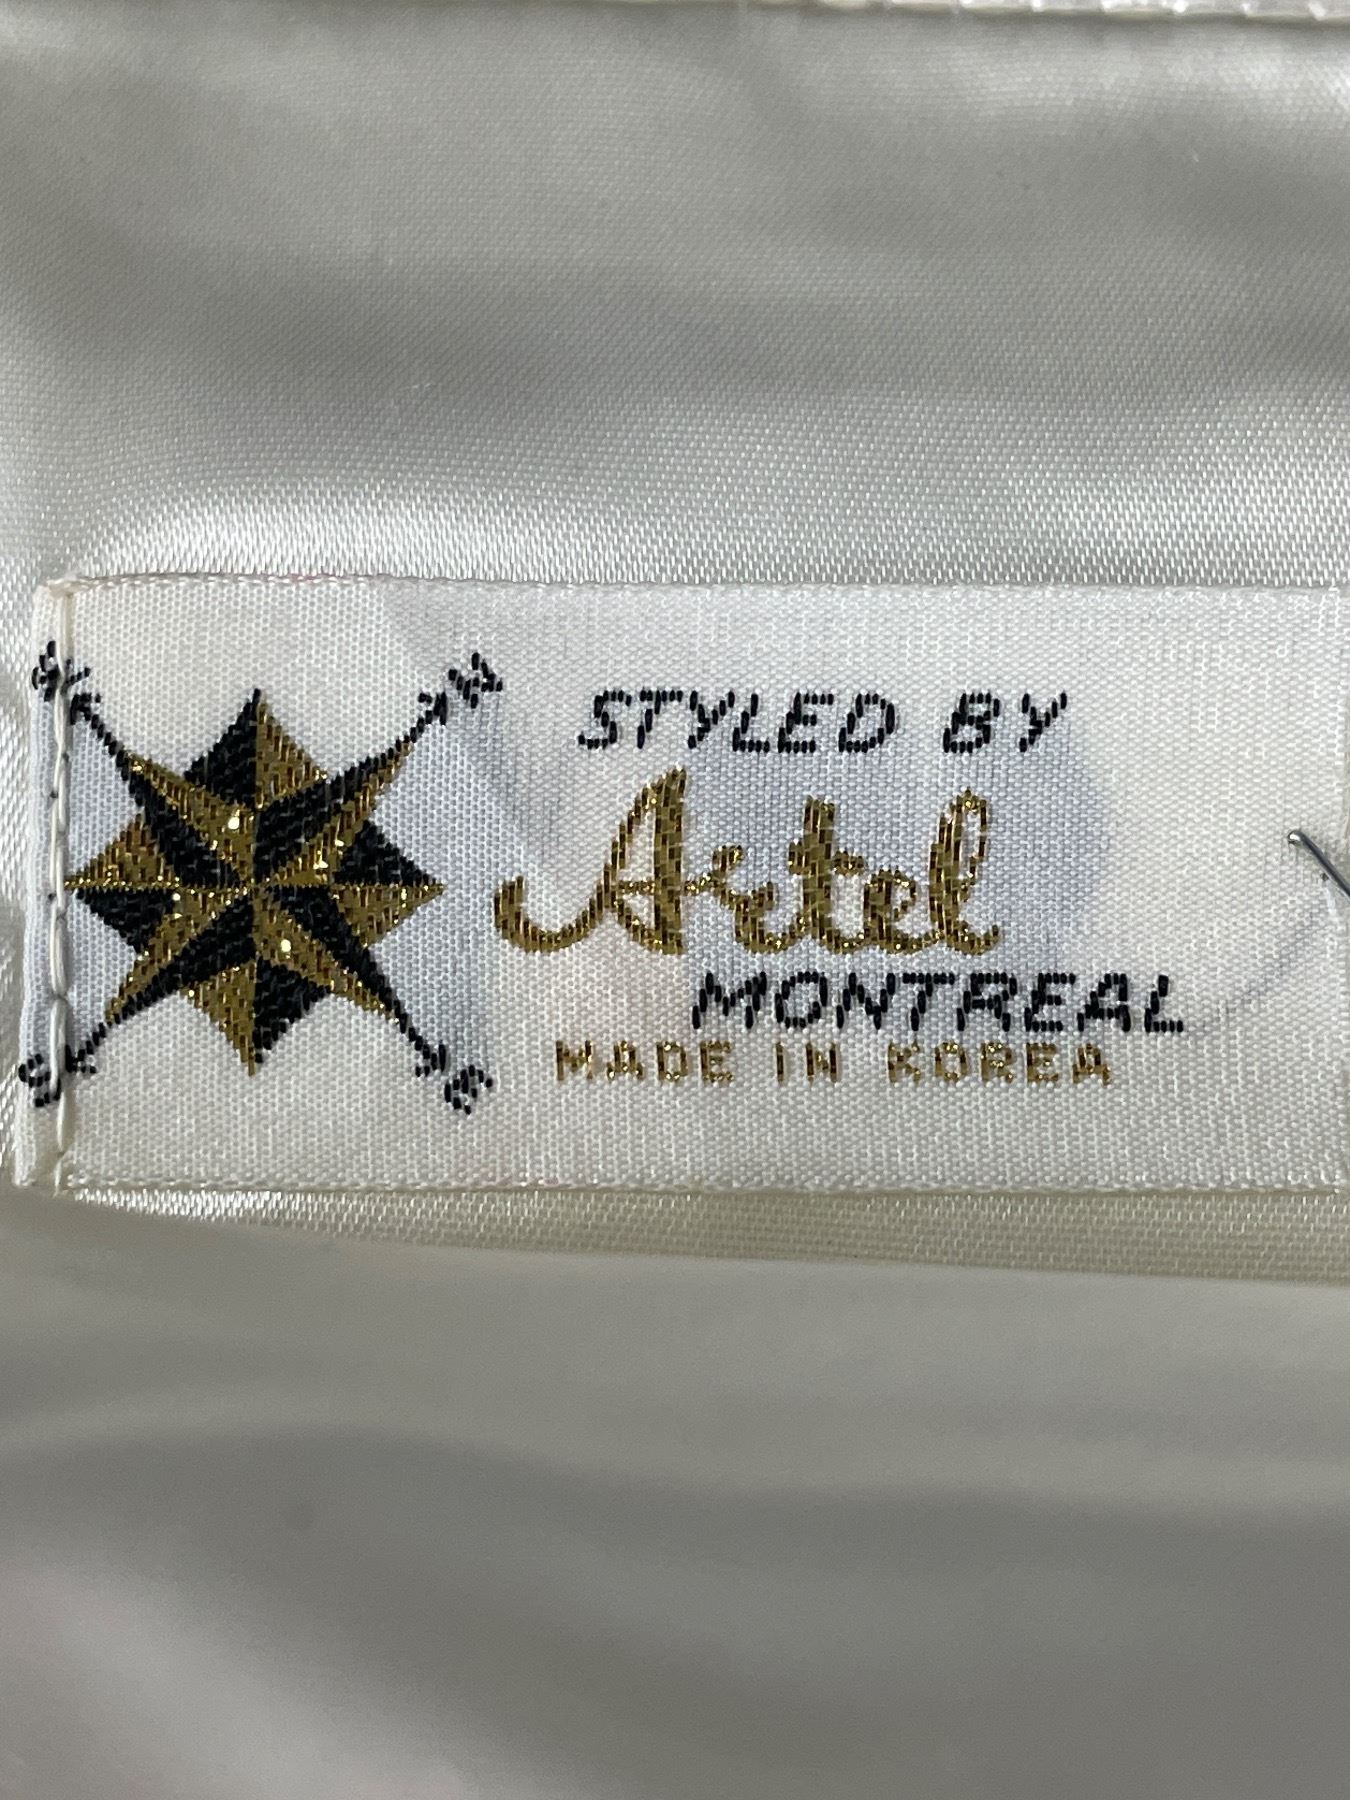 STYLED BY
Artel
MONTREAL
MADE IN KOREA